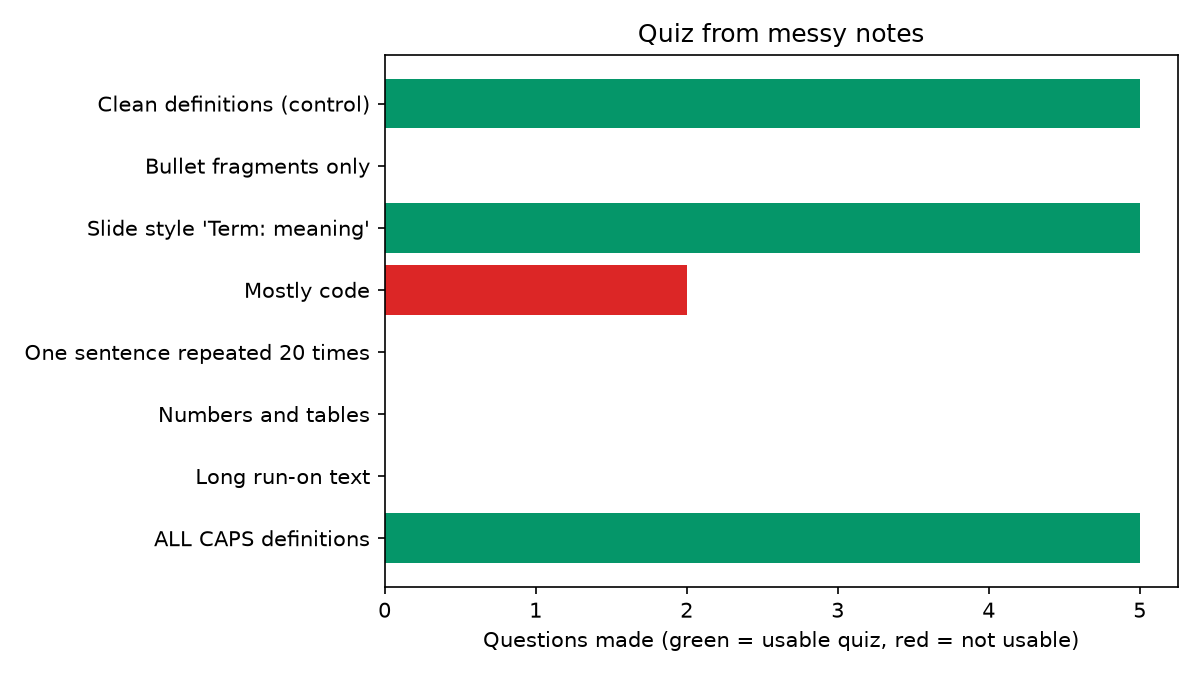 Quiz from messy notes
Clean definitions (control)
Bullet fragments only
Slide style 'Term: meaning'
Mostly code
One sentence repeated 20 times
Numbers and tables
Long run-on text
ALL CAPS definitions
0 1 2 3 4 5
Questions made (green = usable quiz, red = not usable)